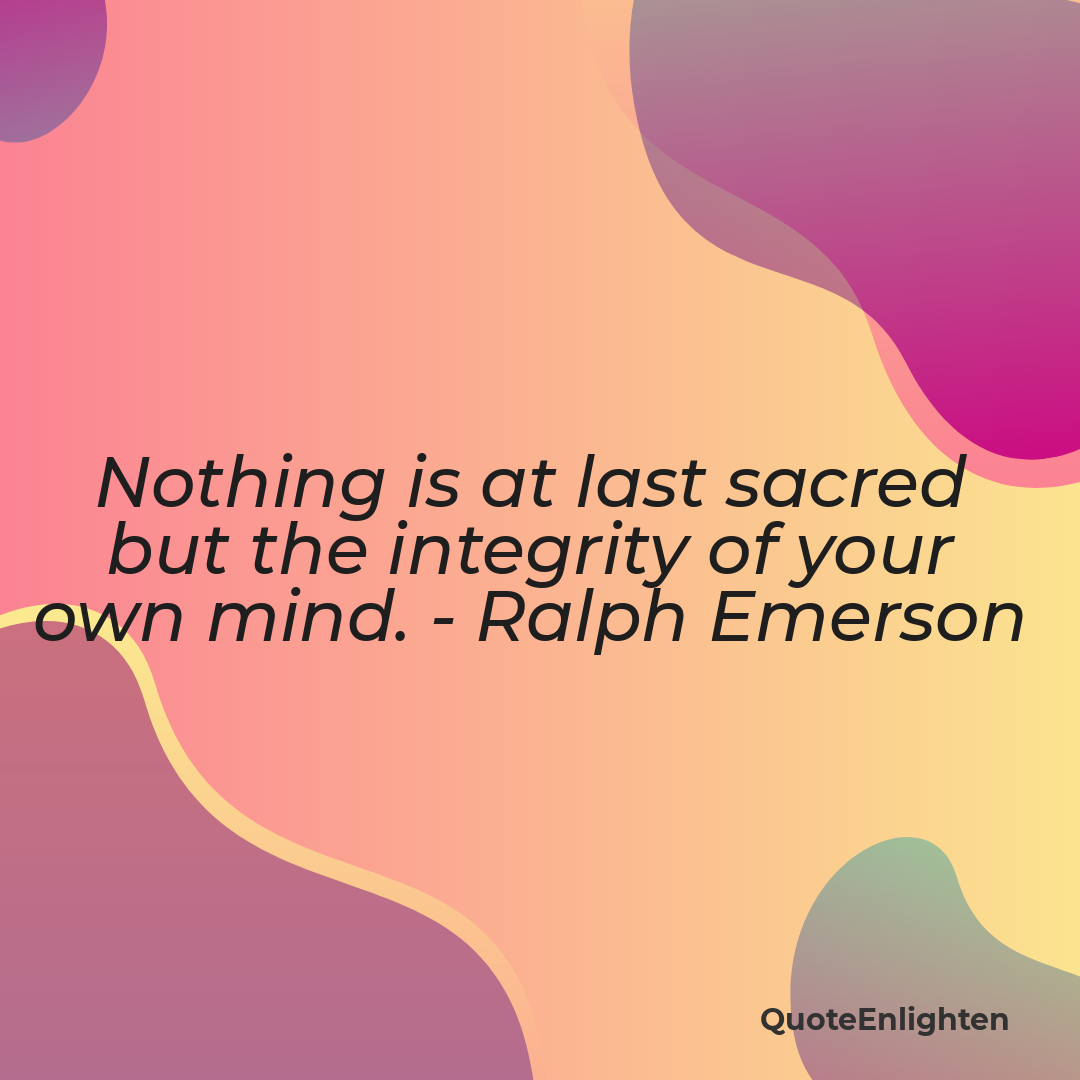 Nothing is at last sacred
but the integrity of your
own mind. - Ralph Emerson
QuoteEnlighten